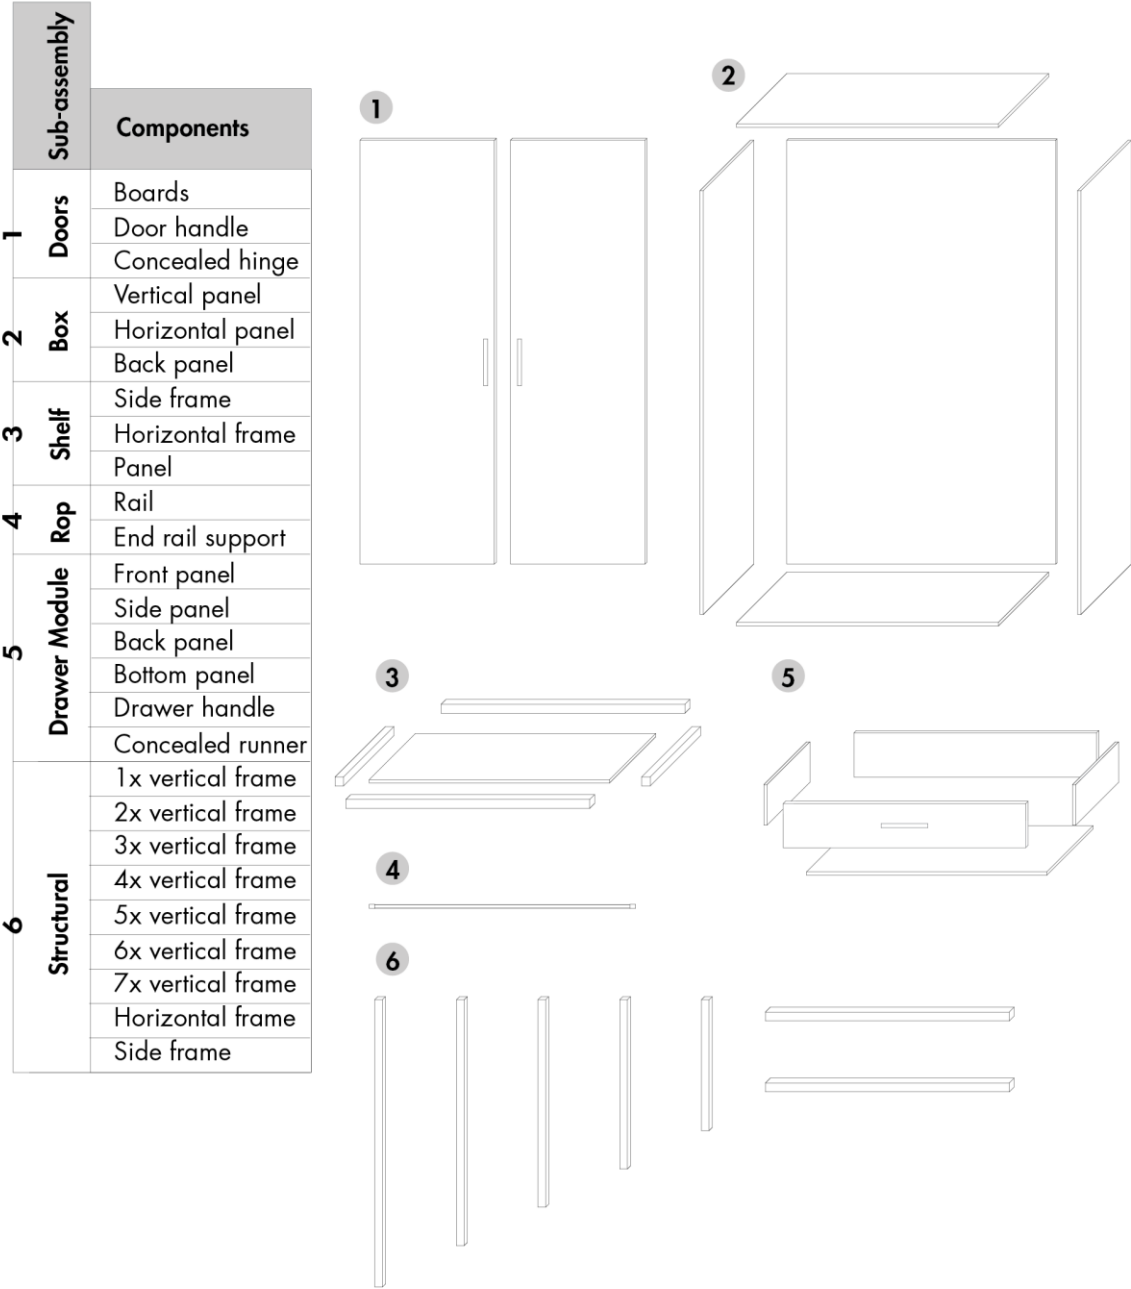 Sub-assembly
Components
1
Doors
Boards
Door handle
Concealed hinge
2
Box
Vertical panel
Horizontal panel
Back panel
3
Shelf
Side frame
Horizontal frame
Panel
4
Rop
Rail
End rail support
5
Drawer Module
Front panel
Side panel
Back panel
Bottom panel
Drawer handle
Concealed runner
6
Structural
1x vertical frame
2x vertical frame
3x vertical frame
4x vertical frame
5x vertical frame
6x vertical frame
7x vertical frame
Horizontal frame
Side frame
1
2
3
5
4
6